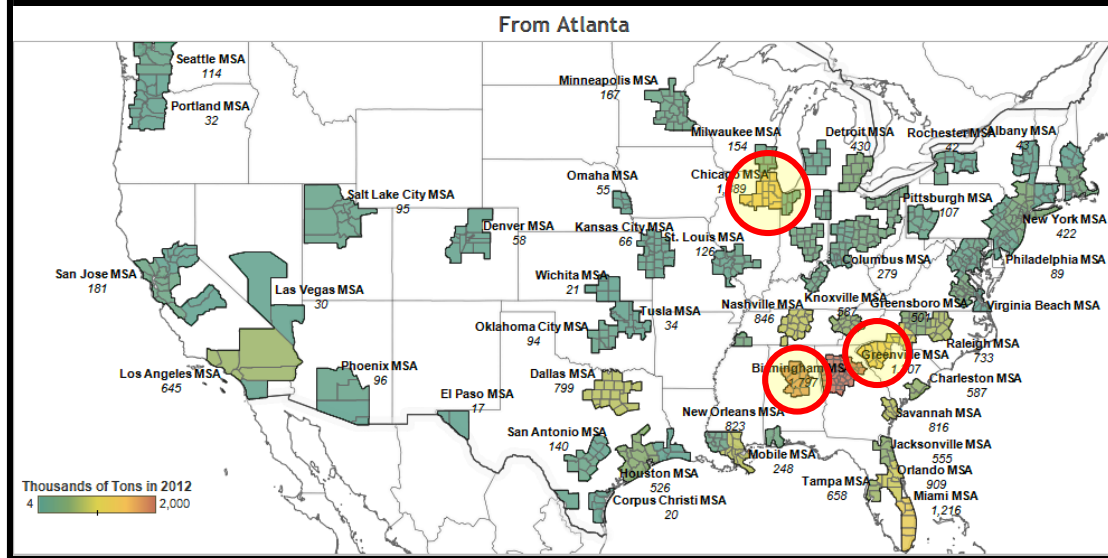 From Atlanta
Seattle MSA
114
Portland MSA
32
Minneapolis MSA
167
Milwaukee MSA
154
Detroit MSA
430
Rochester MSA
42
Albany MSA
43
Chicago MSA
Omaha MSA
55
Salt Lake City MSA
95
Pittsburgh MSA
107
New York MSA
422
Denver MSA
58
Kansas City MSA
66
St. Louis MSA
126
Columbus MSA
279
Philadelphia MSA
89
San Jose MSA
181
Las Vegas MSA
30
Wichita MSA
21
Tusla MSA
34
Nashville MSA
846
Knoxville MSA
587
Greensboro MSA
501
Virginia Beach MSA
Oklahoma City MSA
94
Raleigh MSA
733
Greenville MSA
Los Angeles MSA
645
Phoenix MSA
96
Dallas MSA
799
Birmingham MSA
1,797
Charleston MSA
587
El Paso MSA
17
New Orleans MSA
823
Savannah MSA
816
San Antonio MSA
140
Mobile MSA
248
Jacksonville MSA
555
Houston MSA
526
Tampa MSA
658
Orlando MSA
909
Corpus Christi MSA
20
Miami MSA
1,216
Thousands of Tons in 2012
4 2,000